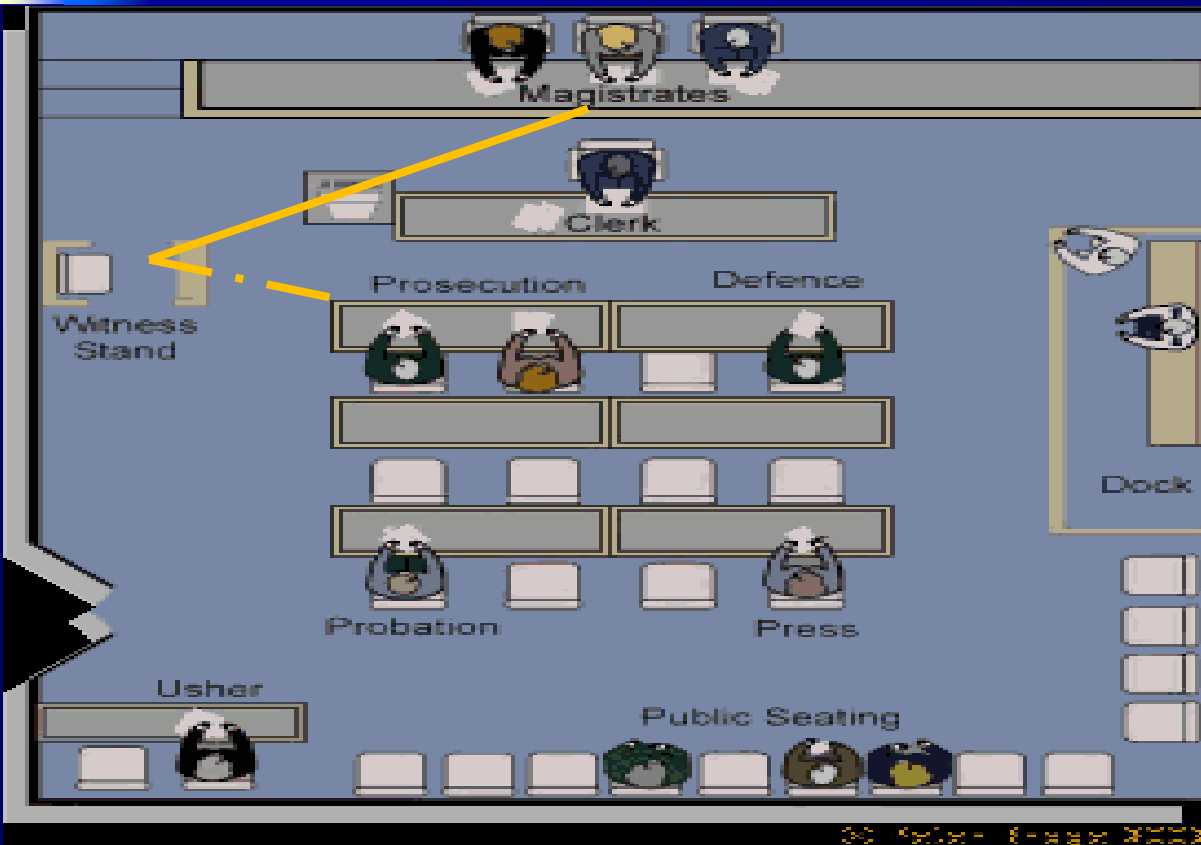 Magistrates
Clerk
Prosecution
Defence
Witness
Stand
Dock
Probation
Press
Usher
Public Seating